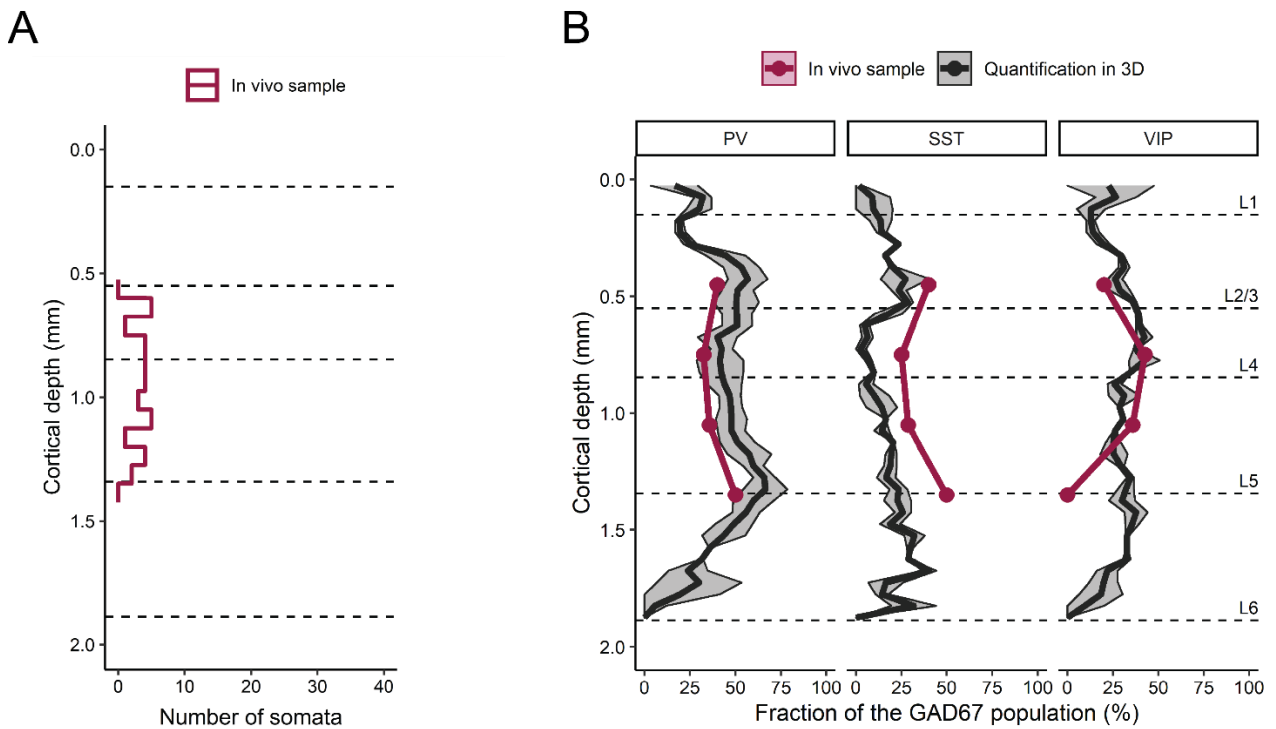 A
In vivo sample
0.0
0.5
1.0
1.5
2.0
Cortical depth (mm)
0 10 20 30 40
Number of somata
B
In vivo sample Quantification in 3D
PV SST VIP
0.0
0.5
1.0
1.5
2.0
Cortical depth (mm)
L1
L2/3
L4
L5
L6
0 25 50 75 100 0 25 50 75 100 0 25 50 75 100
Fraction of the GAD67 population (%)